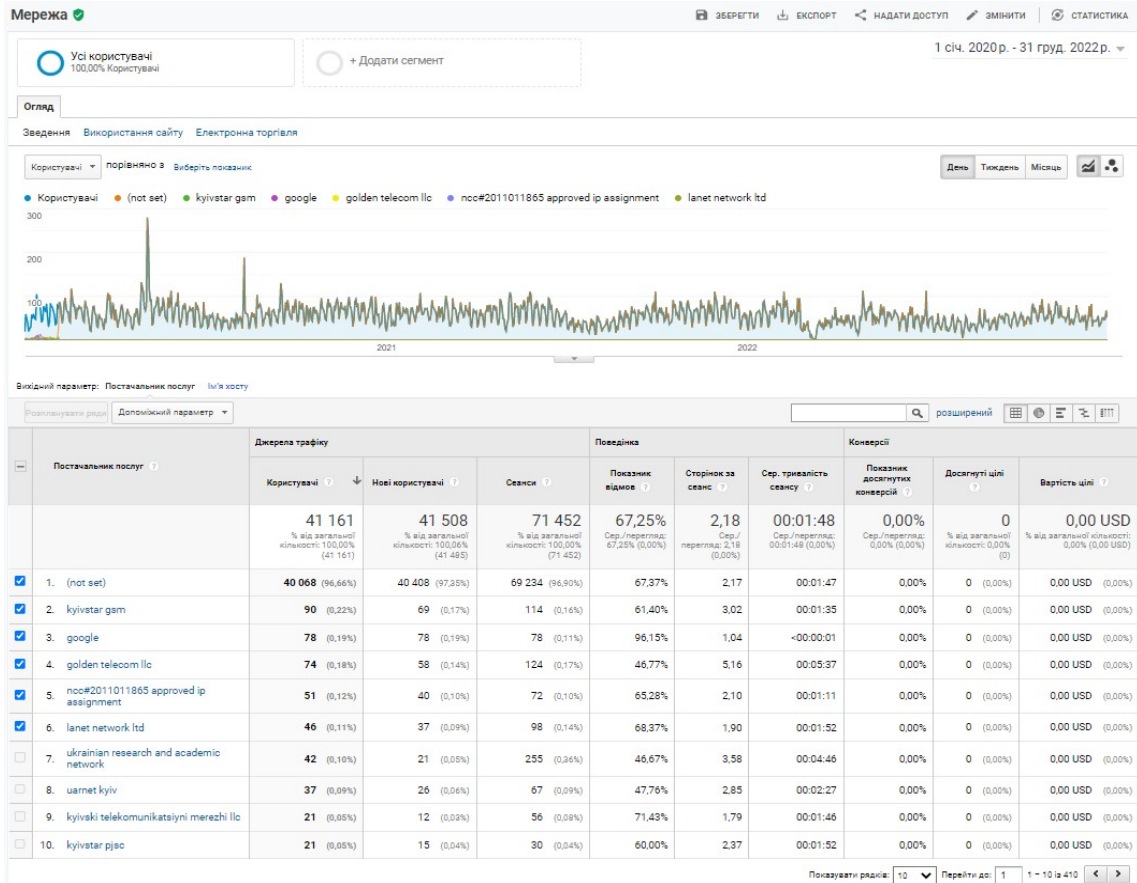 Мережа
ЗБЕРЕГТИ ЕКСПОРТ НАДАТИ ДОСТУП ЗМІНИТИ СТАТИСТИКА
Усі користувачі
100,00% Користувачі
+ Додати сегмент
1 січ. 2020 р. - 31 груд. 2022 р.
Огляд
Зведення Використання сайту Електронна торгівля
Користувачі порівняно з Виберіть показник
День Тиждень Місяць
Користувачі (not set) kyivstar gsm google golden telecom llc ncc#2011011865 approved ip assignment lanet network ltd
300
200
100
2021 2022
Вихідний параметр: Постачальник послуг Ім'я хосту
Розпланувати ряди Допоміжний параметр розширений
Джерела трафіку Поведінка Конверсії
Постачальник послуг ?
Користувачі ? Нові користувачі ? Сеанси ?
Показник відмов ?
Сторінок за сеанс ?
Сер. тривалість сеансу ?
Показник досягнутих конверсій ?
Досягнуті цілі ?
Вартість цілі ?
41 161
% від загальної кількості: 100,00% (41 161)
41 508
% від загальної кількості: 100,06% (41 485)
71 452
% від загальної кількості: 100,00% (71 452)
67,25%
Сер./перегляд: 67,25% (0,00%)
2,18
Сер./перегляд: 2,18 (0,00%)
00:01:48
Сер./перегляд: 00:01:48 (0,00%)
0,00%
Сер./перегляд: 0,00% (0,00%)
0
% від загальної кількості: 0,00% (0)
0,00 USD
% від загальної кількості: 0,00% (0,00 USD)
1. (not set) 40 068 (96,66%) 40 408 (97,35%) 69 234 (96,90%) 67,37% 2,17 00:01:47 0,00% 0 (0,00%) 0,00 USD (0,00%)
2. kyivstar gsm 90 (0,22%) 69 (0,17%) 114 (0,16%) 61,40% 3,02 00:01:35 0,00% 0 (0,00%) 0,00 USD (0,00%)
3. google 78 (0,19%) 78 (0,19%) 78 (0,11%) 96,15% 1,04 <00:00:01 0,00% 0 (0,00%) 0,00 USD (0,00%)
4. golden telecom llc 74 (0,18%) 58 (0,14%) 124 (0,17%) 46,77% 5,16 00:05:37 0,00% 0 (0,00%) 0,00 USD (0,00%)
5. ncc#2011011865 approved ip assignment 51 (0,12%) 40 (0,10%) 72 (0,10%) 65,28% 2,10 00:01:11 0,00% 0 (0,00%) 0,00 USD (0,00%)
6. lanet network ltd 46 (0,11%) 37 (0,09%) 98 (0,14%) 68,37% 1,90 00:01:52 0,00% 0 (0,00%) 0,00 USD (0,00%)
7. ukrainian research and academic network 42 (0,10%) 21 (0,05%) 255 (0,36%) 46,67% 3,58 00:04:46 0,00% 0 (0,00%) 0,00 USD (0,00%)
8. uarnet kyiv 37 (0,09%) 26 (0,06%) 67 (0,09%) 47,76% 2,85 00:02:27 0,00% 0 (0,00%) 0,00 USD (0,00%)
9. kyivski telekomunikatsiyni merezhi llc 21 (0,05%) 12 (0,03%) 56 (0,08%) 71,43% 1,79 00:01:46 0,00% 0 (0,00%) 0,00 USD (0,00%)
10. kyivstar pjsc 21 (0,05%) 15 (0,04%) 30 (0,04%) 60,00% 2,37 00:01:52 0,00% 0 (0,00%) 0,00 USD (0,00%)
Показувати рядків: 10 Перейти до: 1 1 – 10 із 410